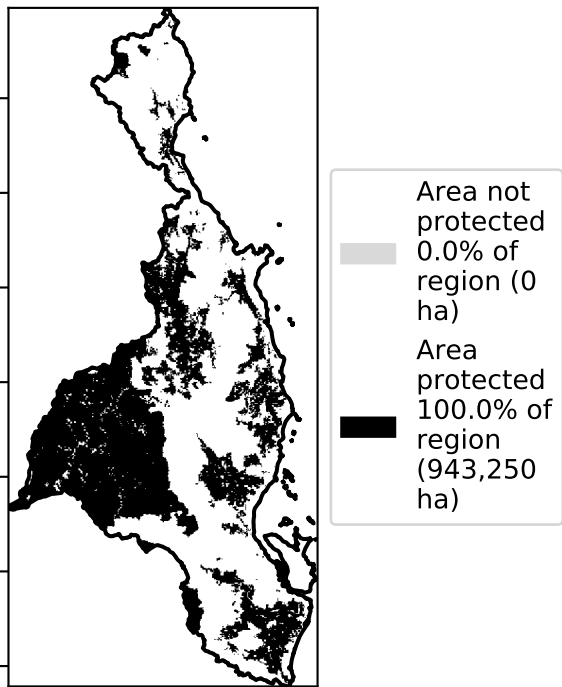 Area not
protected
0.0% of
region (0
ha)
Area
protected
100.0% of
region
(943,250
ha)